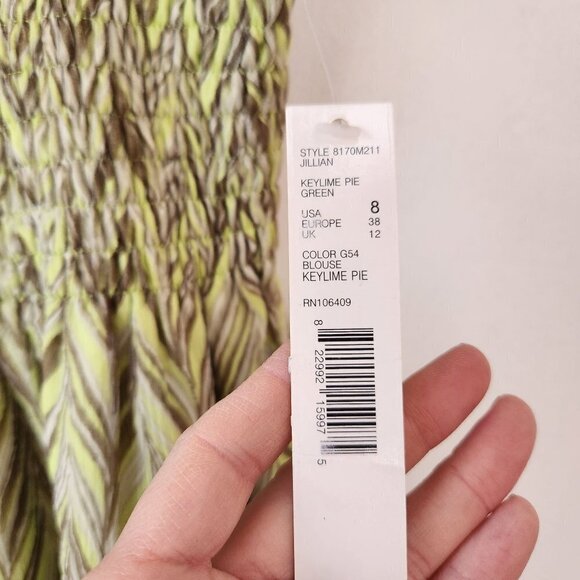 STYLE 8170M211
JILLIAN
KEYLIME PIE
GREEN
USA 8
EUROPE 38
UK 12
COLOR G54
BLOUSE
KEYLIME PIE
RN106409
8 22992 15997 5